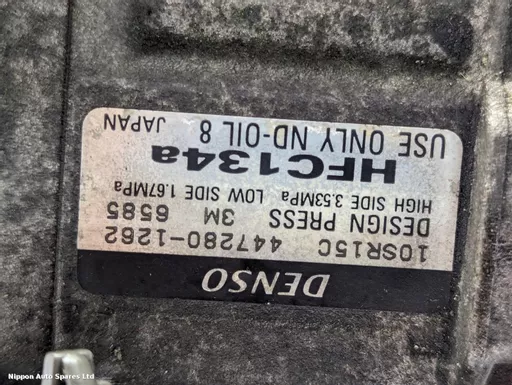 DENSO
10SR15C 447280-1262
DESIGN PRESS 3M 6585
HIGH SIDE 3.53MPa LOW SIDE 1.67MPa
HFC134a
USE ONLY ND-OIL 8 JAPAN
Nippon Auto Spares Ltd